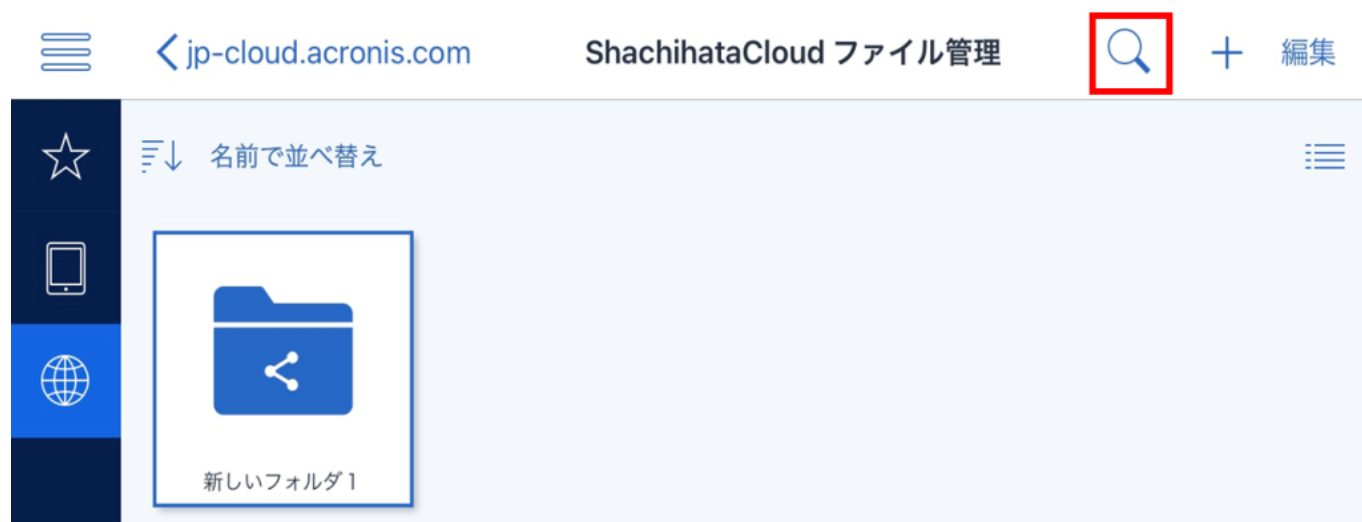 jp-cloud.acronis.com ShachihataCloud ファイル管理 編集
名前で並べ替え
新しいフォルダ1